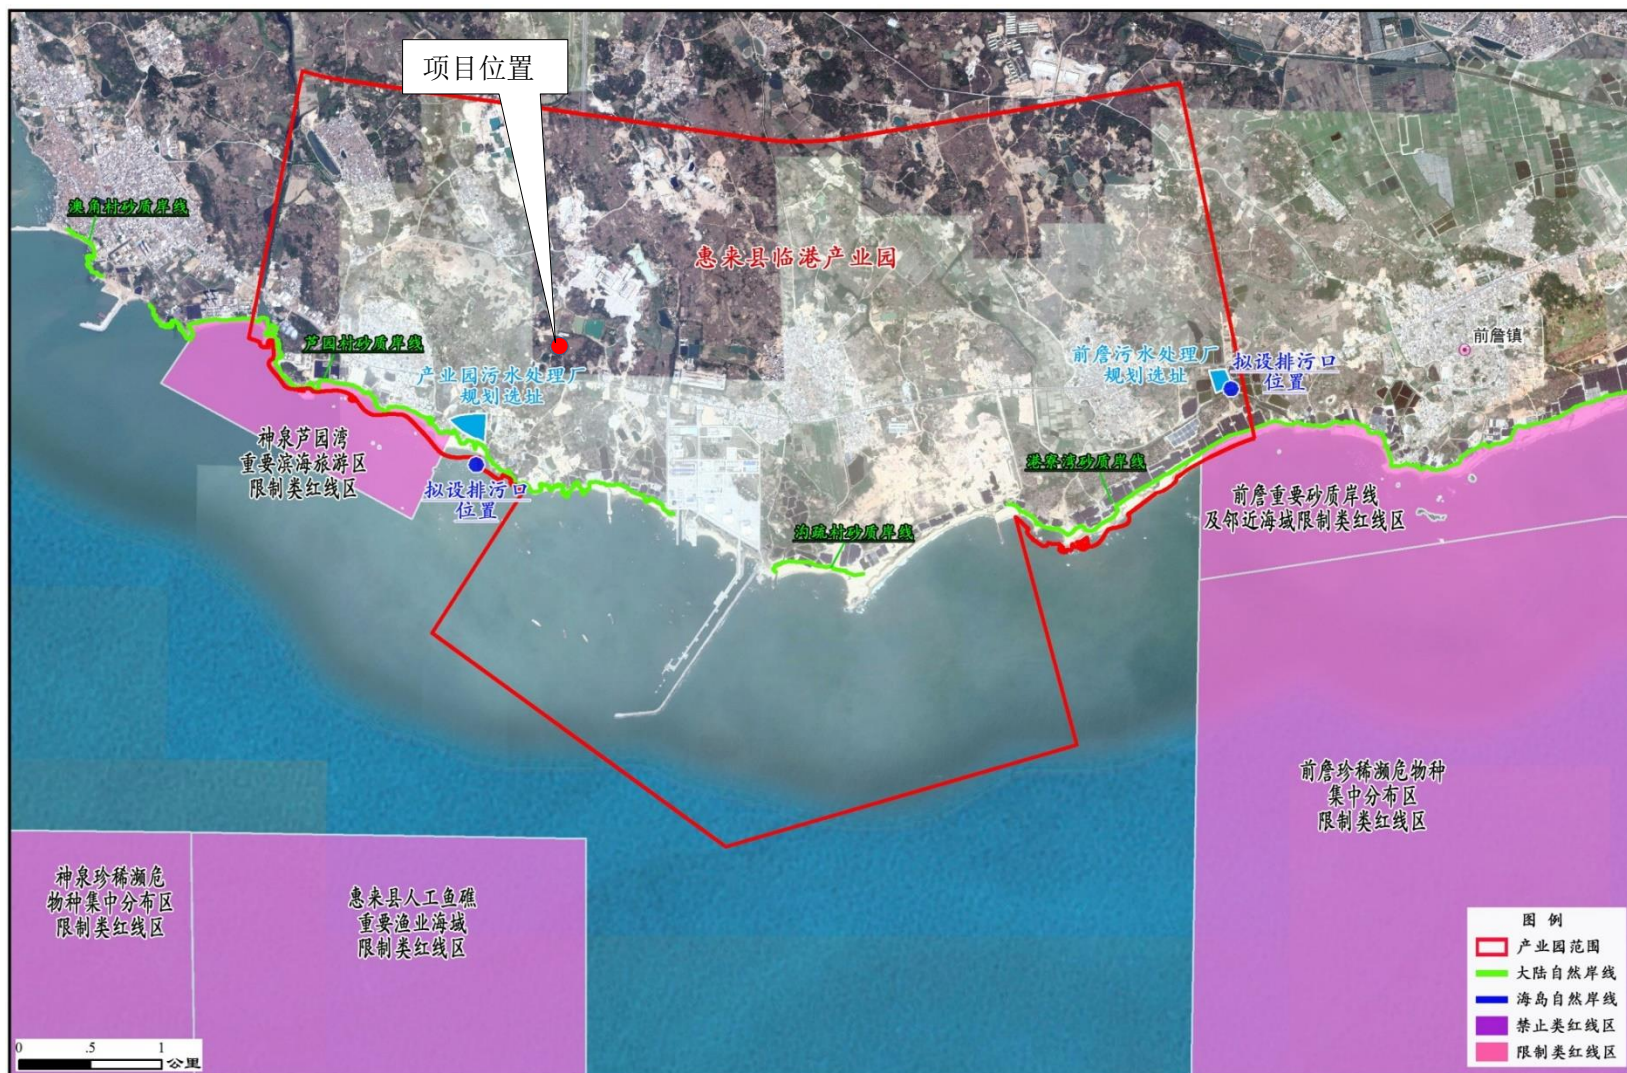 项目位置
澳角村砂质岸线
惠来县临港产业园
芦园村砂质岸线
前詹镇
产业园污水处理厂
规划选址
前詹污水处理厂
规划选址
拟设排污口
位置
神泉芦园湾
重要滨海旅游区
限制类红线区
拟设排污口
位置
港寮湾砂质岸线
沟疏村砂质岸线
前詹重要砂质岸线
及邻近海域限制类红线区
前詹珍稀濒危物种
集中分布区
限制类红线区
神泉珍稀濒危
物种集中分布区
限制类红线区
惠来县人工鱼礁
重要渔业海域
限制类红线区
图 例
产业园范围
大陆自然岸线
海岛自然岸线
禁止类红线区
限制类红线区
0 .5 1
公里